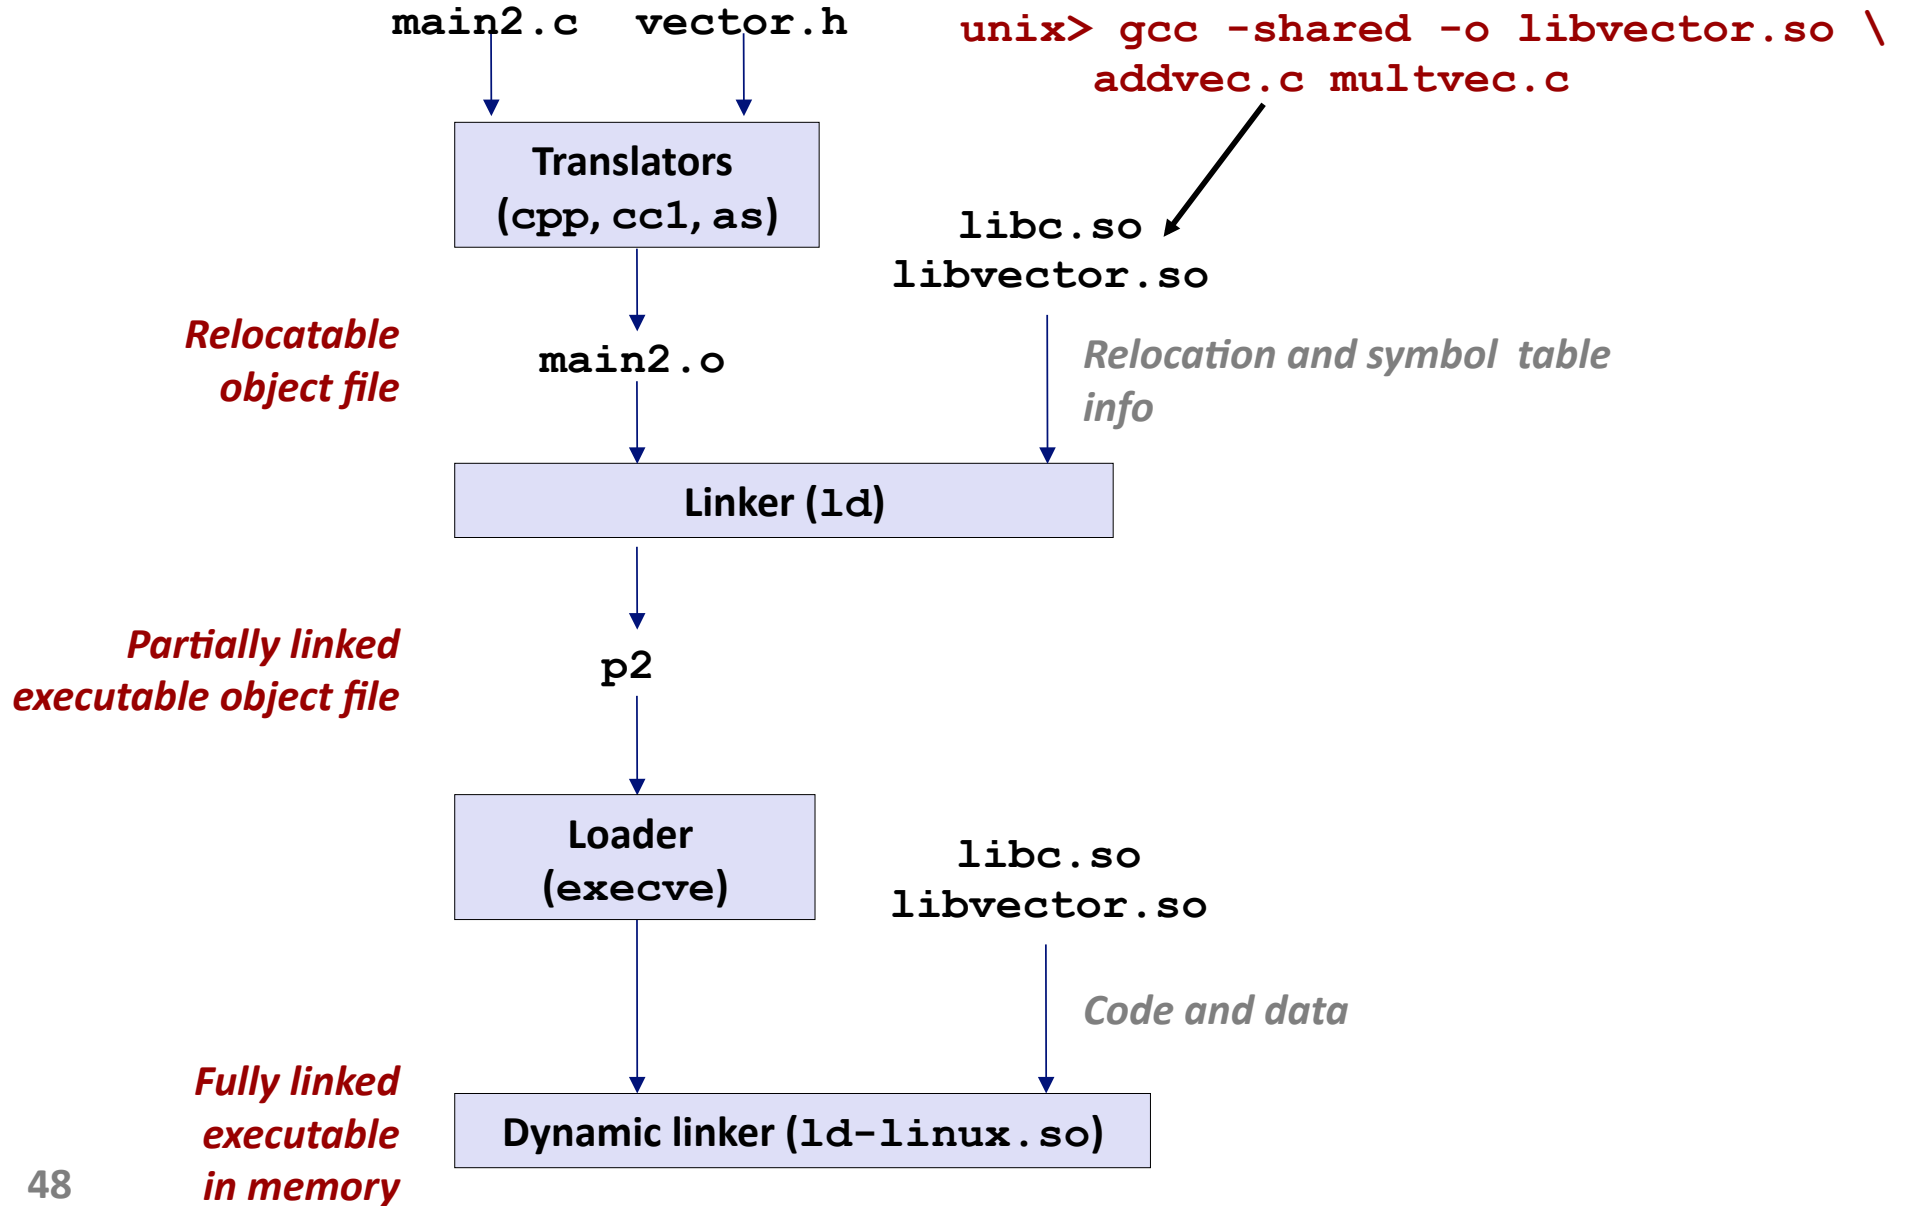 main2.c vector.h
unix> gcc -shared -o libvector.so \
addvec.c multvec.c
Translators
(cpp, cc1, as)
libc.so
libvector.so
Relocatable
object file
main2.o
Relocation and symbol table
info
Linker (ld)
Partially linked
executable object file
p2
Loader
(execve)
libc.so
libvector.so
Code and data
Fully linked
executable
in memory
Dynamic linker (ld-linux.so)
48